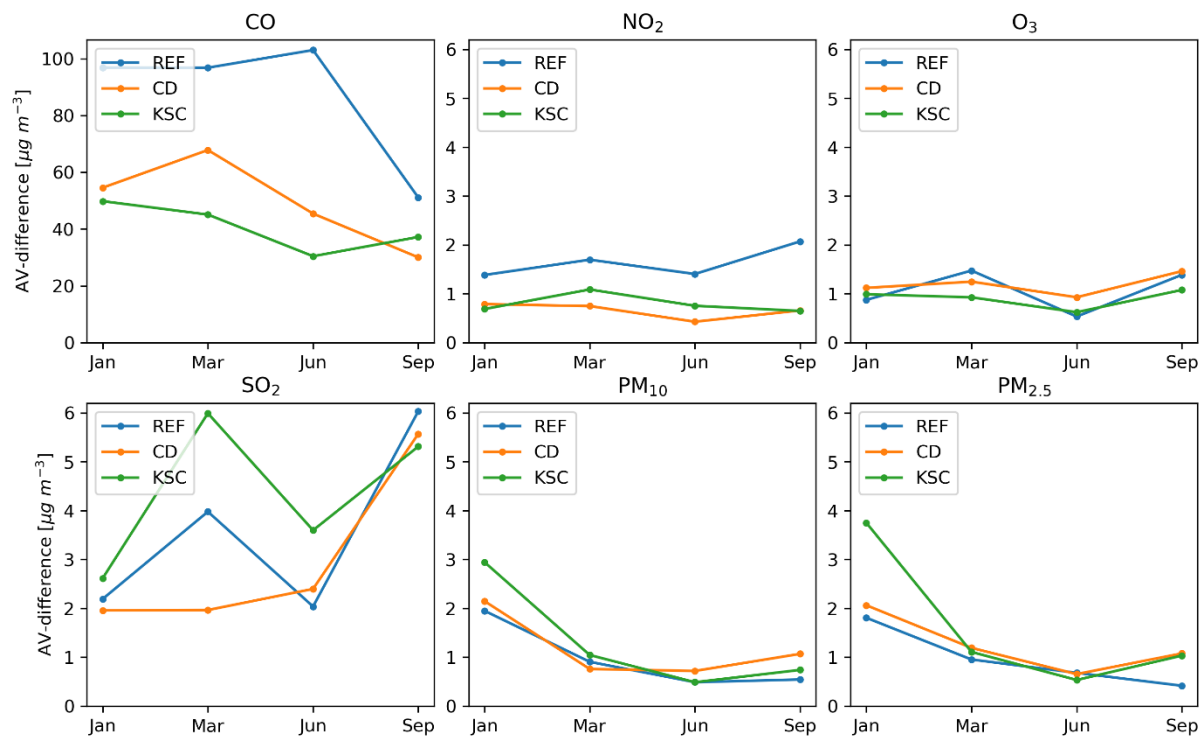 CO
NO₂
O₃
AV-difference [μg m⁻³]
100
80
60
40
20
0
REF
CD
KSC
Jan Mar Jun Sep
6
5
4
3
2
1
0
REF
CD
KSC
Jan Mar Jun Sep
6
5
4
3
2
1
0
REF
CD
KSC
Jan Mar Jun Sep
SO₂
PM₁₀
PM₂.₅
AV-difference [μg m⁻³]
6
5
4
3
2
1
0
REF
CD
KSC
Jan Mar Jun Sep
6
5
4
3
2
1
0
REF
CD
KSC
Jan Mar Jun Sep
6
5
4
3
2
1
0
REF
CD
KSC
Jan Mar Jun Sep